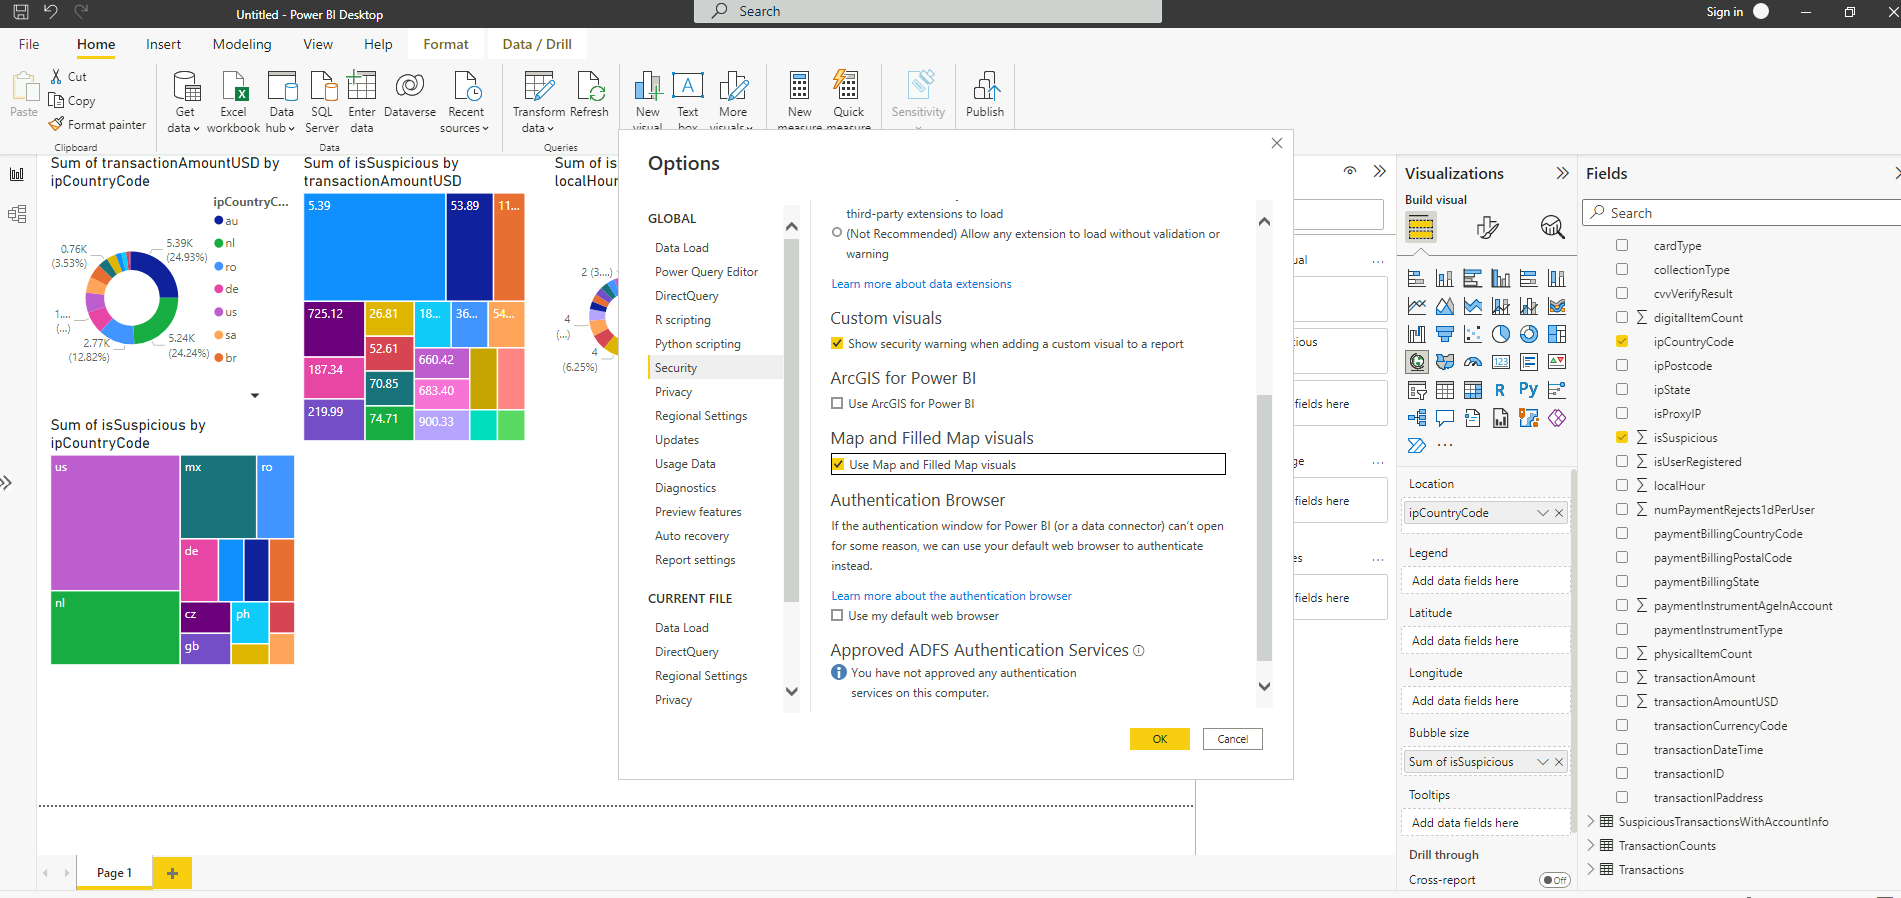 Untitled - Power BI Desktop
Search
Sign in
File
Home
Insert
Modeling
View
Help
Format
Data / Drill
Paste
Cut
Copy
Format painter
Clipboard
Get data
Excel workbook
Data hub
SQL Server
Enter data
Dataverse
Recent sources
Data
Transform data
Refresh
Queries
New visual
Text box
More visuals
New measure
Quick measure
Sensitivity
Publish
Sum of transactionAmountUSD by
ipCountryCode
ipCountryC...
au
nl
ro
de
us
sa
br
0.76K
(3.53%)
5.39K
(24.93%)
1....
(...)
2.77K
(12.82%)
5.24K
(24.24%)
Sum of isSuspicious by
transactionAmountUSD
5.39
53.89
11...
725.12
26.81
18...
36...
54...
52.61
187.34
660.42
70.85
683.40
219.99
74.71
900.33
Sum of is
localHour
2 (3....)
4
(...)
4
(6.25%)
Sum of isSuspicious by
ipCountryCode
us
mx
ro
de
nl
cz
ph
gb
Page 1
Options
GLOBAL
Data Load
Power Query Editor
DirectQuery
R scripting
Python scripting
Security
Privacy
Regional Settings
Updates
Usage Data
Diagnostics
Preview features
Auto recovery
Report settings
CURRENT FILE
Data Load
DirectQuery
Regional Settings
Privacy
third-party extensions to load
(Not Recommended) Allow any extension to load without validation or
warning
Learn more about data extensions
Custom visuals
Show security warning when adding a custom visual to a report
ArcGIS for Power BI
Use ArcGIS for Power BI
Map and Filled Map visuals
Use Map and Filled Map visuals
Authentication Browser
If the authentication window for Power BI (or a data connector) can't open
for some reason, we can use your default web browser to authenticate
instead.
Learn more about the authentication browser
Use my default web browser
Approved ADFS Authentication Services
You have not approved any authentication
services on this computer.
OK
Cancel
ual
...
ious
fields here
ge
...
fields here
es
...
fields here
Visualizations
Build visual
123
R
Py
...
Location
ipCountryCode
Legend
Add data fields here
Latitude
Add data fields here
Longitude
Add data fields here
Bubble size
Sum of isSuspicious
Tooltips
Add data fields here
Drill through
Cross-report
Off
Fields
Search
cardType
collectionType
cvvVerifyResult
digitalItemCount
ipCountryCode
ipPostcode
ipState
isProxyIP
isSuspicious
isUserRegistered
localHour
numPaymentRejects1dPerUser
paymentBillingCountryCode
paymentBillingPostalCode
paymentBillingState
paymentInstrumentAgeInAccount
paymentInstrumentType
physicalItemCount
transactionAmount
transactionAmountUSD
transactionCurrencyCode
transactionDateTime
transactionID
transactionIPaddress
SuspiciousTransactionsWithAccountInfo
TransactionCounts
Transactions